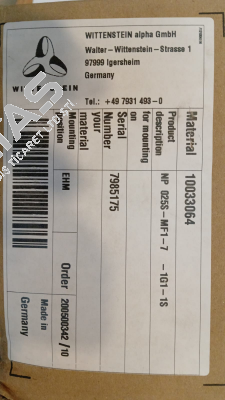 WITTENSTEIN
WITTENSTEIN alpha GmbH
Walter-Wittenstein-Strasse 1
97999 Igersheim
Germany
Tel.: +49 7931 493-0
Material 10033064
Product
description NP 025S-MF1-7 -1G1-1S
for mounting
on
Serial
Number 7985175
your
material
Mounting EHM
position
Order 200500342/10
Made in
Germany